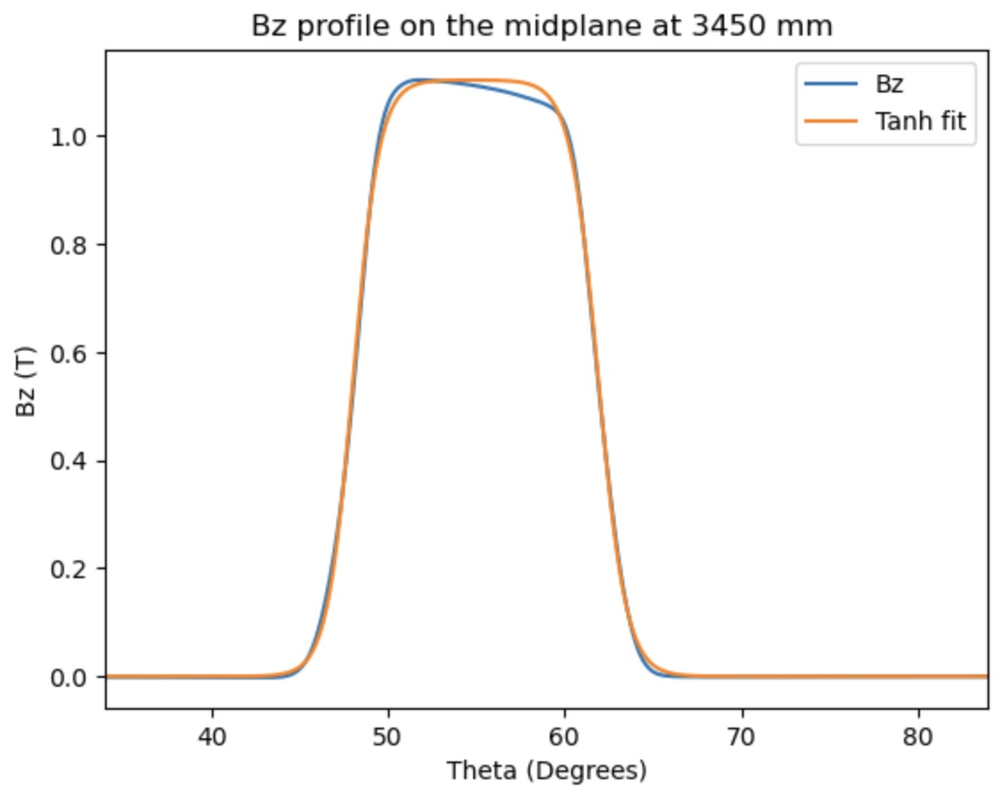 Bz profile on the midplane at 3450 mm
Bz
Tanh fit
1.0
0.8
0.6
0.4
0.2
0.0
Bz (T)
40 50 60 70 80
Theta (Degrees)